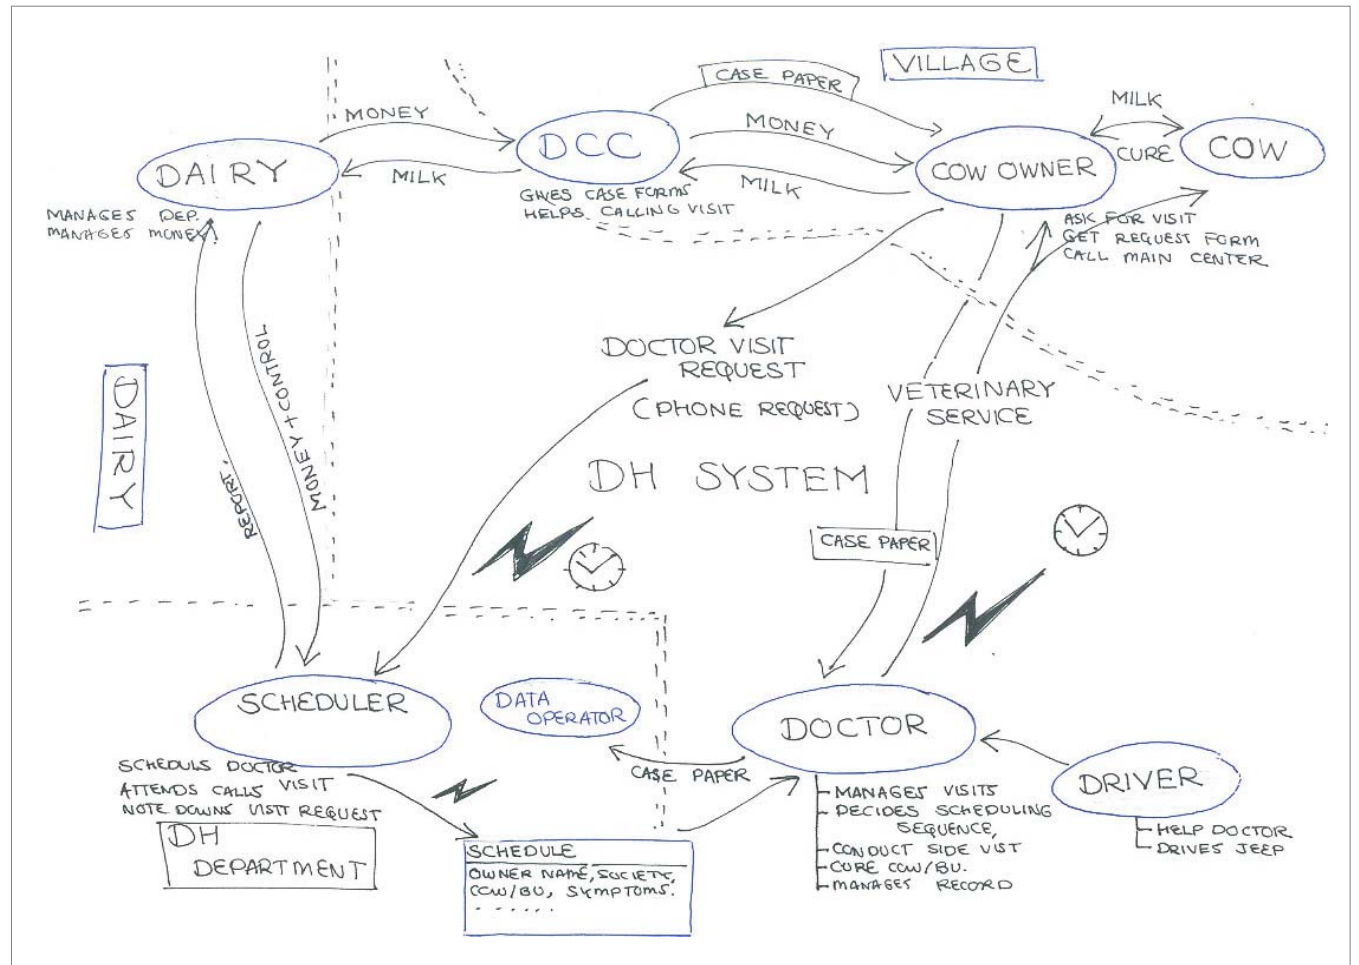 VILLAGE
CASE PAPER
MONEY
DAIRY
MILK
MANAGES DEP.
MANAGES MONEY.
DCC
GIVES CASE FORMS
HELPS CALLING VISIT
MONEY
MILK
COW OWNER
ASK FOR VISIT
GET REQUEST FORM
CALL MAIN CENTER
MILK
CURE
COW
DAIRY
REPORT.
MONEY + CONTROL
DOCTOR VISIT
REQUEST
(PHONE REQUEST)
VETERINARY
SERVICE
DH SYSTEM
CASE PAPER
SCHEDULER
SCHEDULS DOCTOR
ATTENDS CALLS VISIT
NOTE DOWNS VISIT REQUEST
DH
DEPARTMENT
DATA
OPERATOR
CASE PAPER
SCHEDULE
OWNER NAME, SOCIETY,
COW/BU, SYMPTOMS.
.......
DOCTOR
MANAGES VISITS
DECIDES SCHEDULING
SEQUENCE,
CONDUCT SIDE VIST
CURE COW/BU.
MANAGES RECORD
DRIVER
HELP DOCTOR
DRIVES JEEP